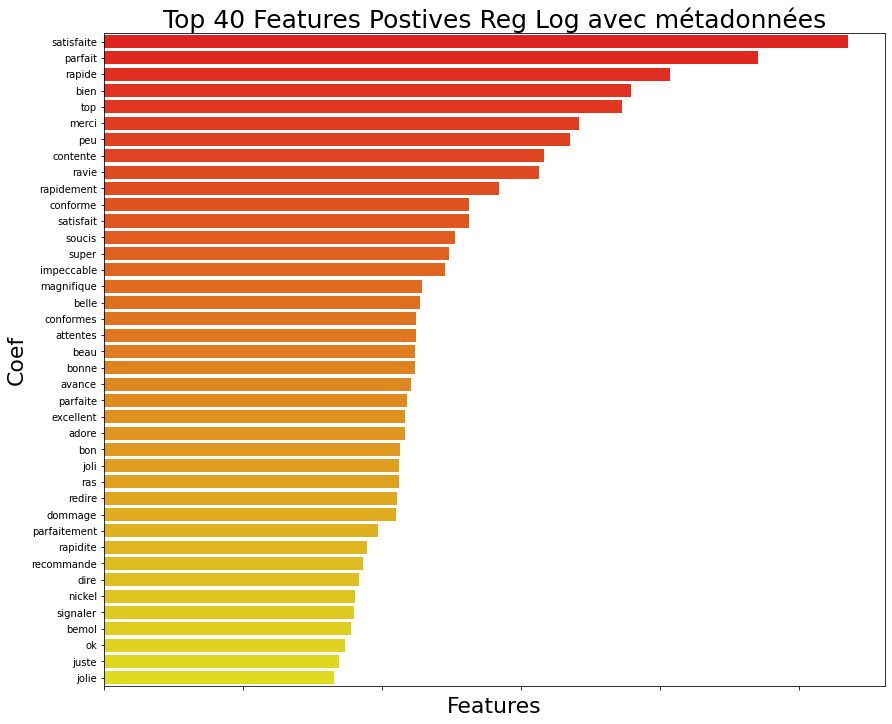 Top 40 Features Postives Reg Log avec métadonnées
satisfaite
parfait
rapide
bien
top
merci
peu
contente
ravie
rapidement
conforme
satisfait
soucis
super
impeccable
magnifique
belle
conformes
attentes
beau
bonne
avance
parfaite
excellent
adore
bon
joli
ras
redire
dommage
parfaitement
rapidite
recommande
dire
nickel
signaler
bemol
ok
juste
jolie
Coef
Features